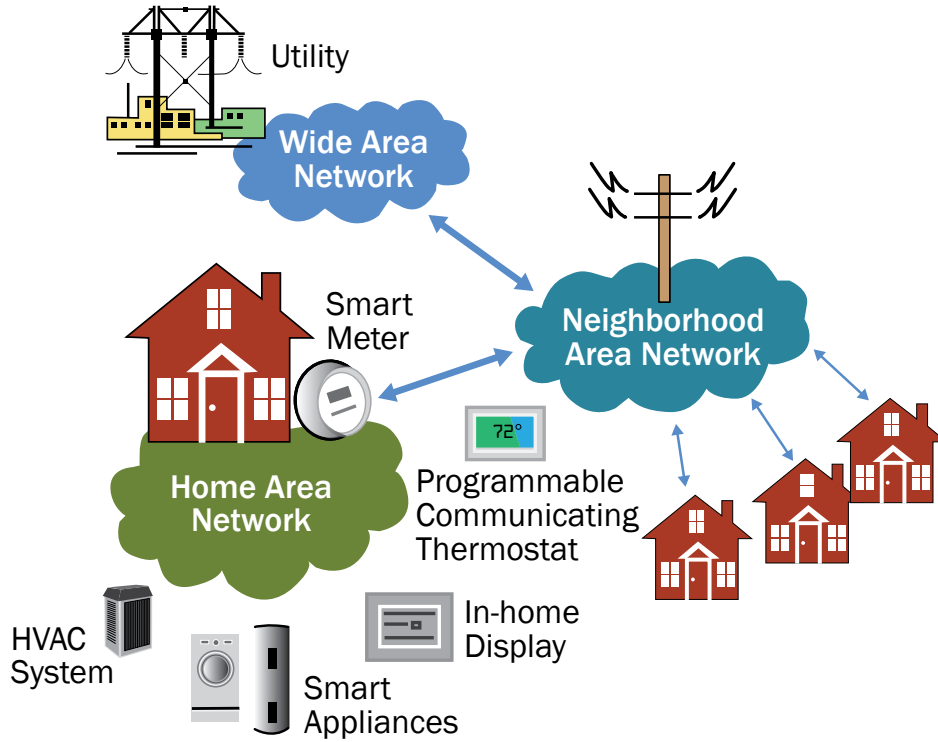 Utility
Wide Area
Network
Smart
Meter
Neighborhood
Area Network
72°
Programmable
Communicating
Thermostat
Home Area
Network
In-home
Display
HVAC
System
Smart
Appliances